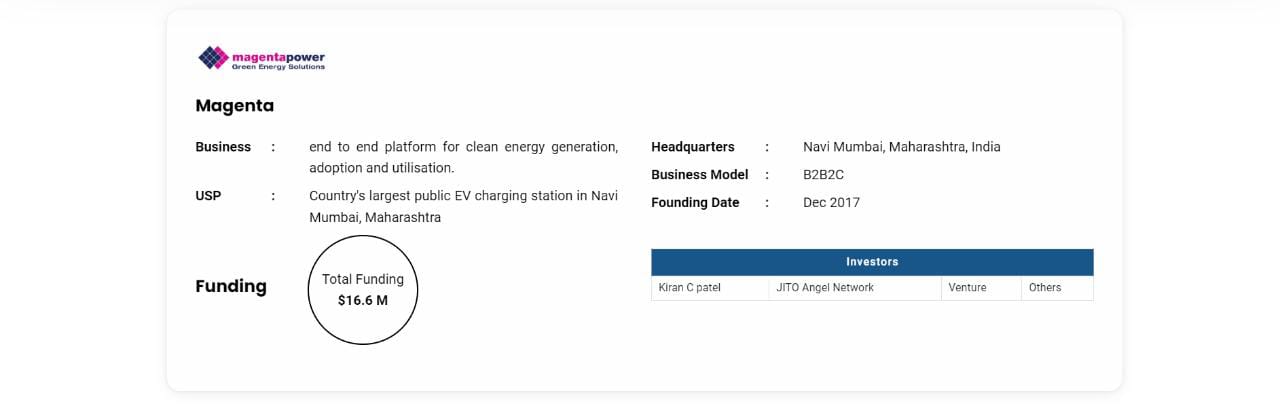 magentapower
Green Energy Solutions
Magenta
Business : end to end platform for clean energy generation,
adoption and utilisation.
USP : Country's largest public EV charging station in Navi
Mumbai, Maharashtra
Headquarters : Navi Mumbai, Maharashtra, India
Business Model : B2B2C
Founding Date : Dec 2017
Funding
Total Funding
$16.6 M
Investors
Kiran C patel JITO Angel Network Venture Others